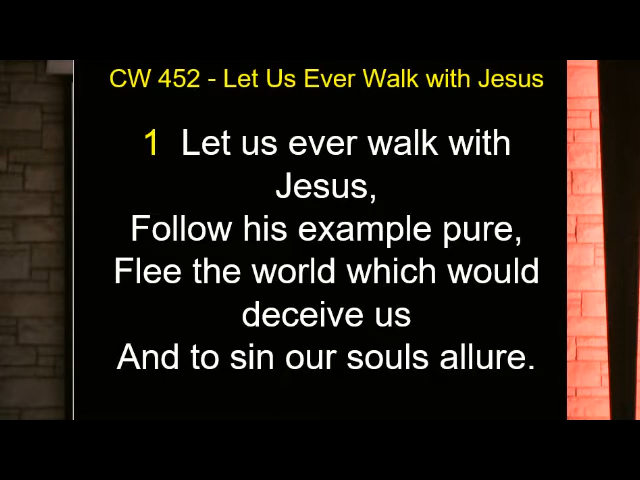 CW 452 - Let Us Ever Walk with Jesus
1 Let us ever walk with
Jesus,
Follow his example pure,
Flee the world which would
deceive us
And to sin our souls allure.